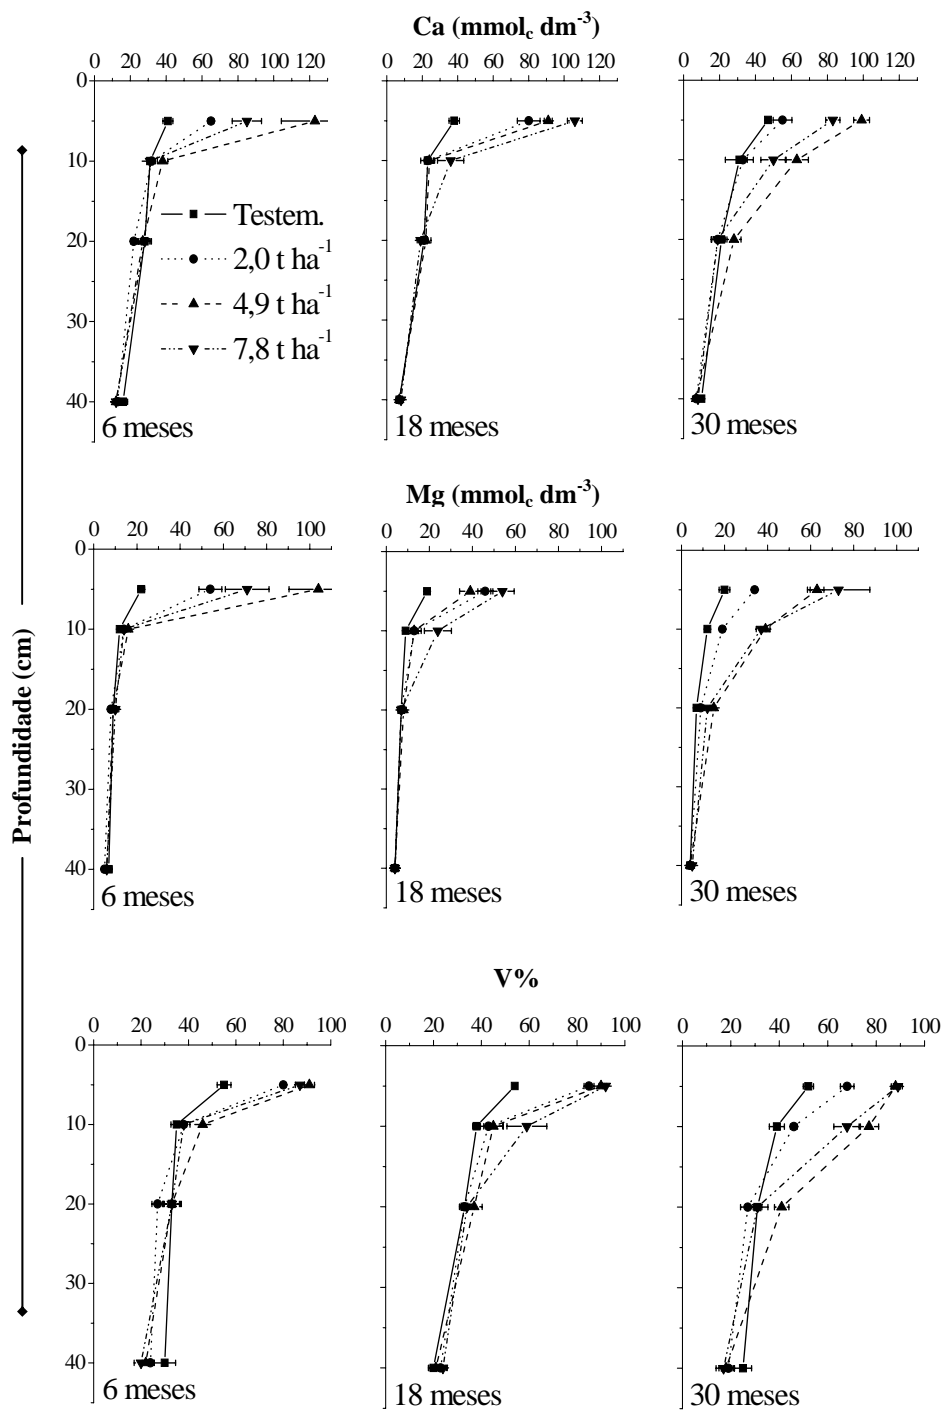 Ca (mmolc dm-3)
0 20 40 60 80 100 120
0 20 40 60 80 100 120
0 20 40 60 80 100 120
0
10
20
30
40
Testem.
2,0 t ha-1
4,9 t ha-1
7,8 t ha-1
6 meses
18 meses
30 meses
Mg (mmolc dm-3)
0 20 40 60 80 100
0 20 40 60 80 100
0 20 40 60 80 100
0
10
20
30
40
6 meses
18 meses
30 meses
Profundidade (cm)
V%
0 20 40 60 80 100
0 20 40 60 80 100
0 20 40 60 80 100
0
10
20
30
40
6 meses
18 meses
30 meses